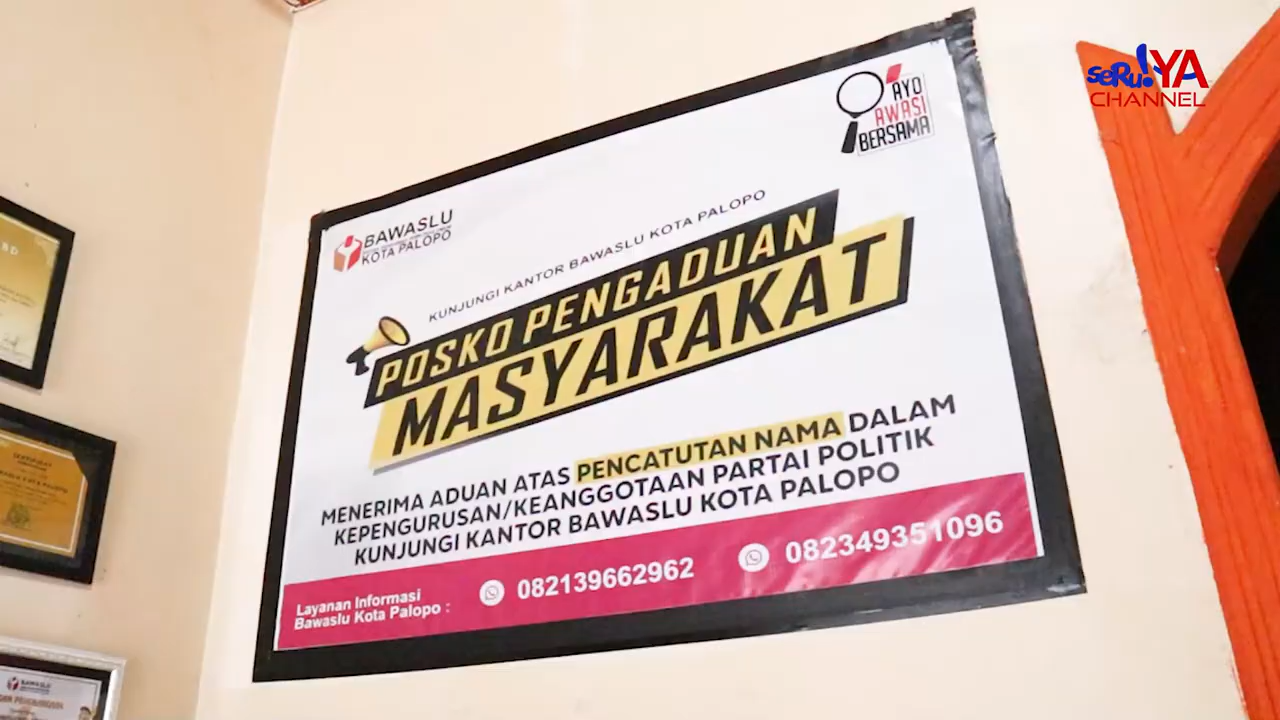 seRu!YA
CHANNEL
AYO
AWASI
BERSAMA
BAWASLU
KOTA PALOPO
KUNJUNGI KANTOR BAWASLU KOTA PALOPO
POSKO PENGADUAN
MASYARAKAT
MENERIMA ADUAN ATAS PENCATUTAN NAMA DALAM
KEPENGURUSAN/KEANGGOTAAN PARTAI POLITIK
KUNJUNGI KANTOR BAWASLU KOTA PALOPO
Layanan Informasi
Bawaslu Kota Palopo :
082139662962
082349351096
BAWASLU